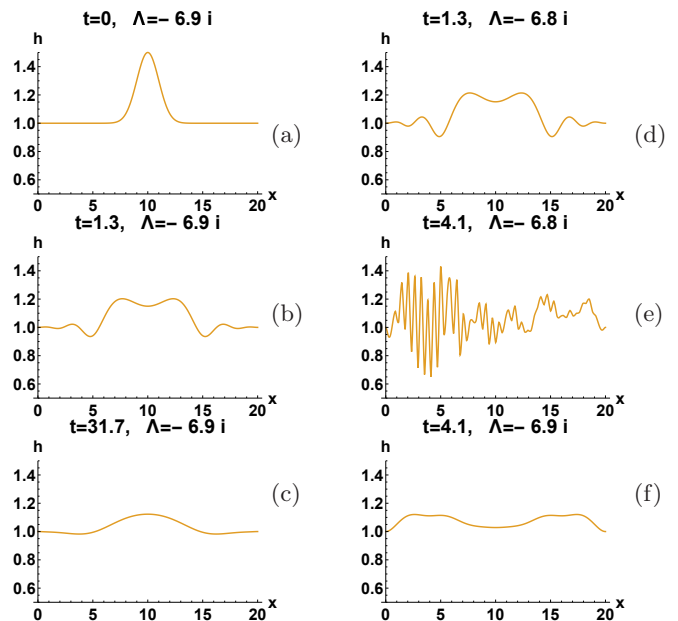 t=0, Λ=− 6.9 i
h
1.4
1.2
1.0
0.8
0.6
0 5 10 15 20
x
(a)
t=1.3, Λ=− 6.8 i
h
1.4
1.2
1.0
0.8
0.6
0 5 10 15 20
x
(d)
t=1.3, Λ=− 6.9 i
h
1.4
1.2
1.0
0.8
0.6
0 5 10 15 20
x
(b)
t=4.1, Λ=− 6.8 i
h
1.4
1.2
1.0
0.8
0.6
0 5 10 15 20
x
(e)
t=31.7, Λ=− 6.9 i
h
1.4
1.2
1.0
0.8
0.6
0 5 10 15 20
x
(c)
t=4.1, Λ=− 6.9 i
h
1.4
1.2
1.0
0.8
0.6
0 5 10 15 20
x
(f)